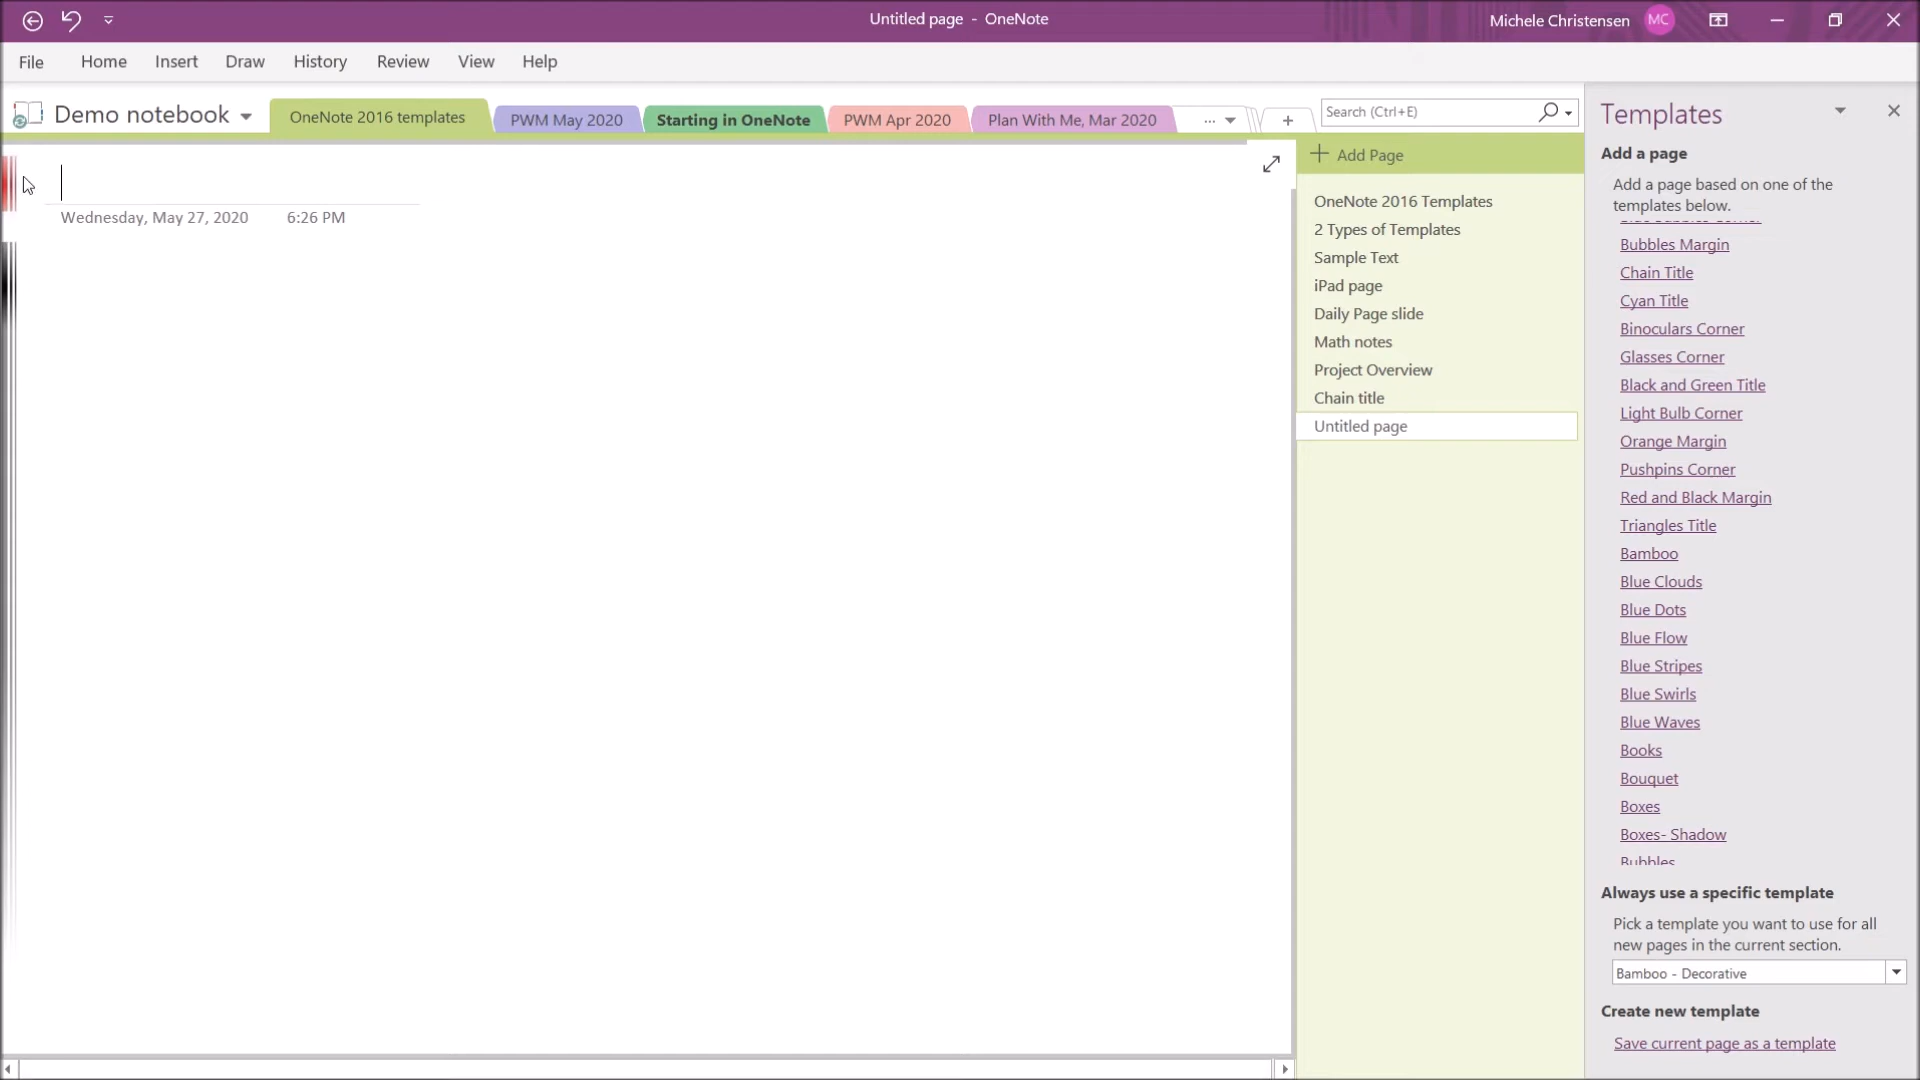 Untitled page - OneNote
Michele Christensen MC
File Home Insert Draw History Review View Help
Demo notebook
OneNote 2016 templates
PWM May 2020
Starting in OneNote
PWM Apr 2020
Plan With Me, Mar 2020
...
Search (Ctrl+E)
Wednesday, May 27, 2020 6:26 PM
Add Page
OneNote 2016 Templates
2 Types of Templates
Sample Text
iPad page
Daily Page slide
Math notes
Project Overview
Chain title
Untitled page
Templates
Add a page
Add a page based on one of the
templates below.
Bubbles Margin
Chain Title
Cyan Title
Binoculars Corner
Glasses Corner
Black and Green Title
Light Bulb Corner
Orange Margin
Pushpins Corner
Red and Black Margin
Triangles Title
Bamboo
Blue Clouds
Blue Dots
Blue Flow
Blue Stripes
Blue Swirls
Blue Waves
Books
Bouquet
Boxes
Boxes- Shadow
Bubbles
Always use a specific template
Pick a template you want to use for all
new pages in the current section.
Bamboo - Decorative
Create new template
Save current page as a template